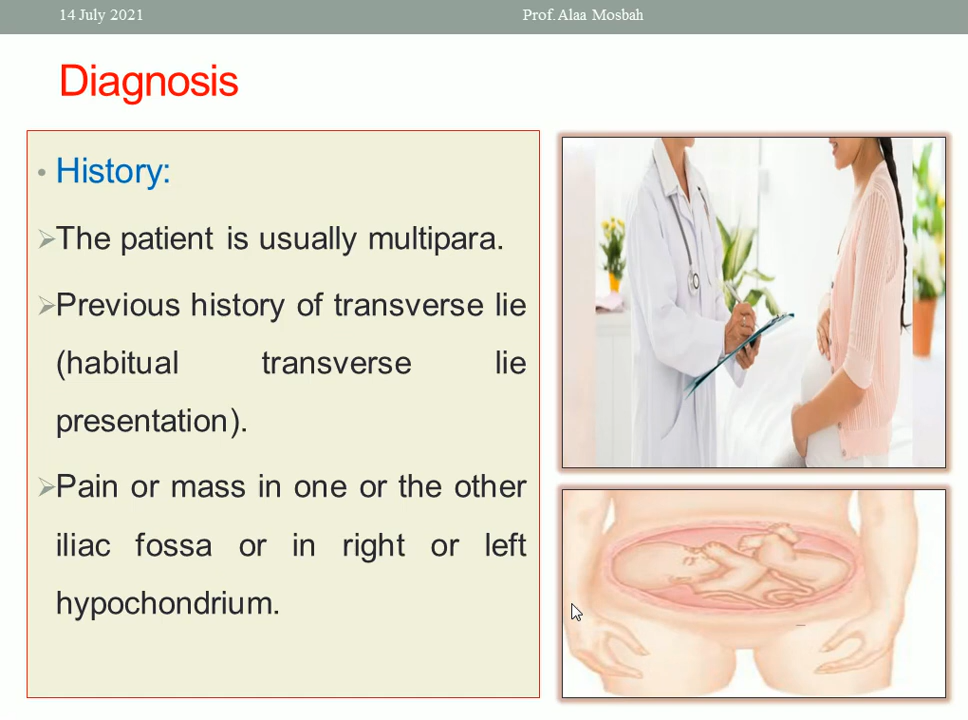 14 July 2021
Prof. Alaa Mosbah
Diagnosis
• History:
➢The patient is usually multipara.
➢Previous history of transverse lie
(habitual transverse lie
presentation).
➢Pain or mass in one or the other
iliac fossa or in right or left
hypochondrium.